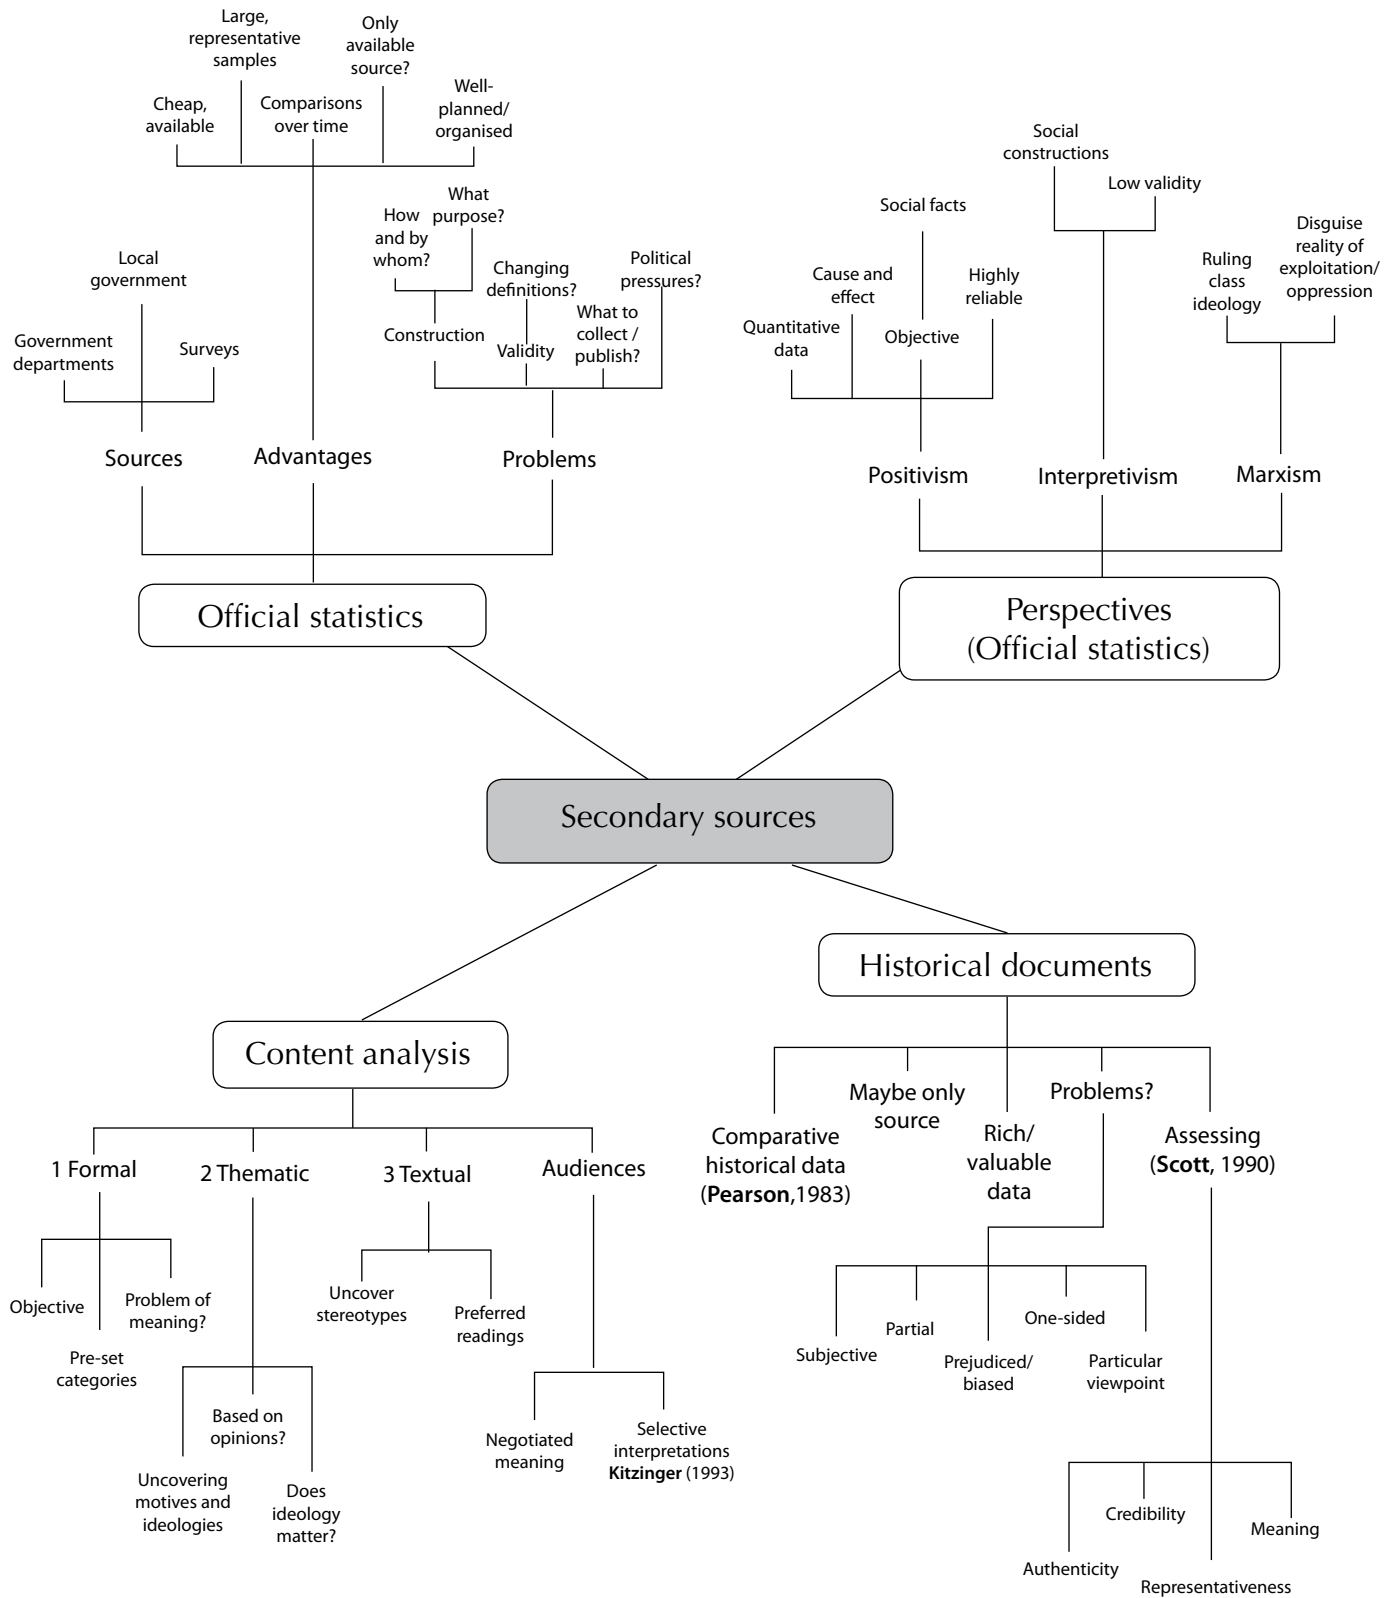 Large,
representative
samples
Only
available
source?
Cheap,
available
Comparisons
over time
Well-
planned/
organised
How
and by
whom?
What
purpose?
Changing
definitions?
Political
pressures?
What to
collect /
publish?
Construction
Validity
Local
government
Government
departments
Surveys
Sources
Advantages
Problems
Official statistics
Social
constructions
Low validity
Social facts
Disguise
reality of
exploitation/
oppression
Ruling
class
ideology
Cause and
effect
Highly
reliable
Quantitative
data
Objective
Positivism
Interpretivism
Marxism
Perspectives
(Official statistics)
Secondary sources
Content analysis
1 Formal
2 Thematic
3 Textual
Audiences
Objective
Problem of
meaning?
Pre-set
categories
Uncover
stereotypes
Preferred
readings
Based on
opinions?
Uncovering
motives and
ideologies
Does
ideology
matter?
Negotiated
meaning
Selective
interpretations
Kitzinger (1993)
Historical documents
Comparative
historical data
(Pearson,1983)
Maybe only
source
Rich/
valuable
data
Problems?
Assessing
(Scott, 1990)
Subjective
Partial
Prejudiced/
biased
One-sided
Particular
viewpoint
Authenticity
Credibility
Representativeness
Meaning